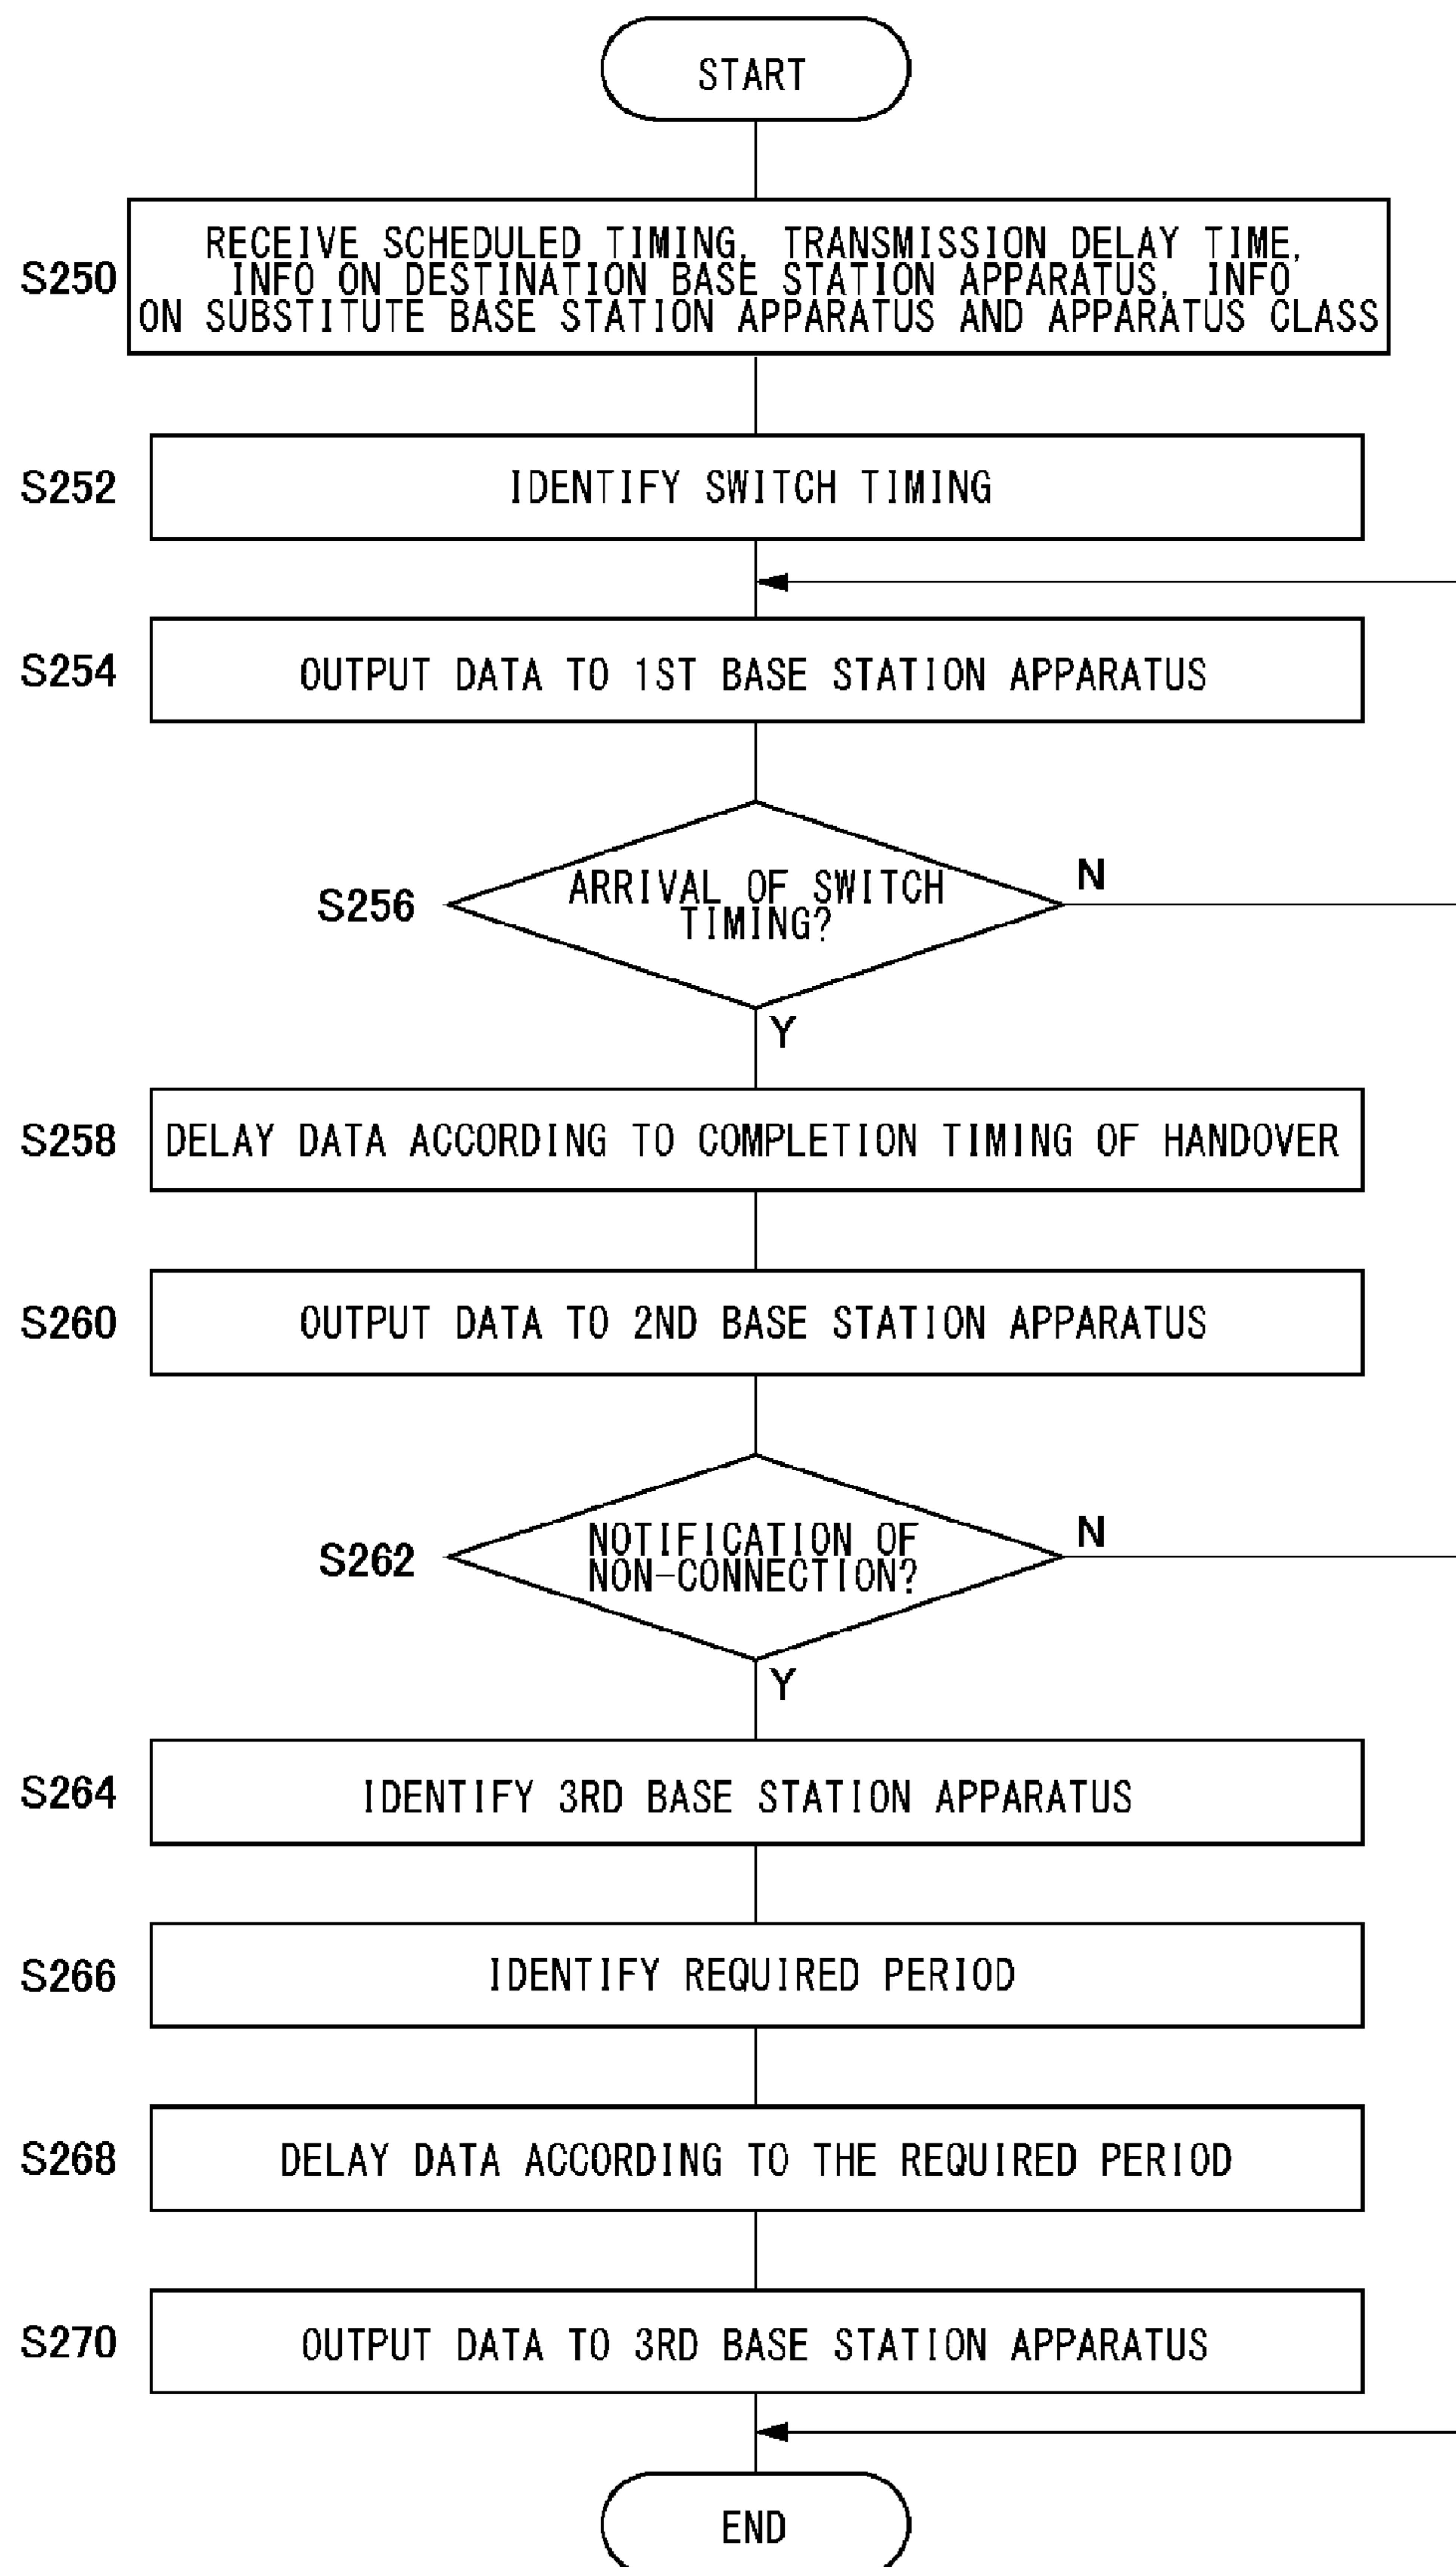 START
S250
RECEIVE SCHEDULED TIMING, TRANSMISSION DELAY TIME,
INFO ON DESTINATION BASE STATION APPARATUS, INFO
ON SUBSTITUTE BASE STATION APPARATUS AND APPARATUS CLASS
S252
IDENTIFY SWITCH TIMING
S254
OUTPUT DATA TO 1ST BASE STATION APPARATUS
S256
ARRIVAL OF SWITCH
TIMING?
N
Y
S258
DELAY DATA ACCORDING TO COMPLETION TIMING OF HANDOVER
S260
OUTPUT DATA TO 2ND BASE STATION APPARATUS
S262
NOTIFICATION OF
NON-CONNECTION?
N
Y
S264
IDENTIFY 3RD BASE STATION APPARATUS
S266
IDENTIFY REQUIRED PERIOD
S268
DELAY DATA ACCORDING TO THE REQUIRED PERIOD
S270
OUTPUT DATA TO 3RD BASE STATION APPARATUS
END